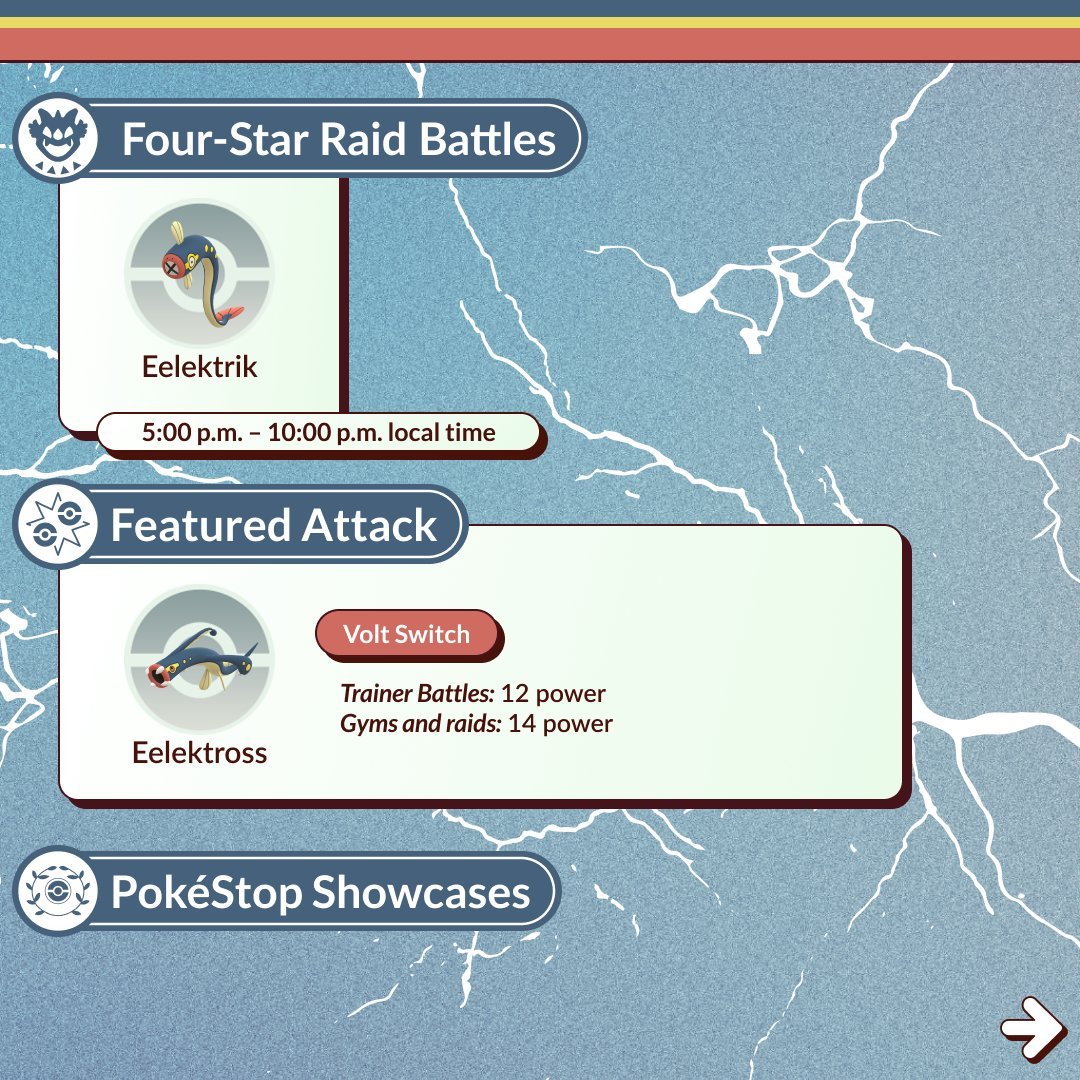 Four-Star Raid Battles
Eelektrik
5:00 p.m. – 10:00 p.m. local time
Featured Attack
Volt Switch
Trainer Battles: 12 power
Gyms and raids: 14 power
Eelektross
PokéStop Showcases